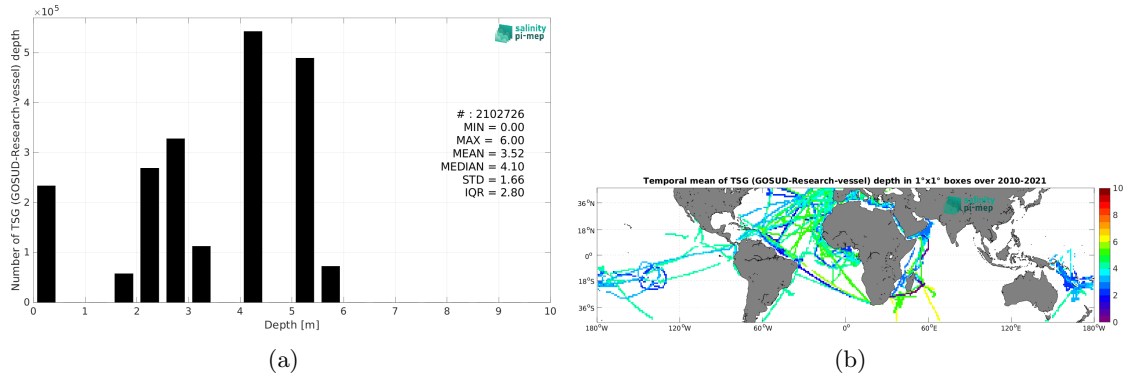 ×10⁵
salinity
pi-mep
Number of TSG (GOSUD-Research-vessel) depth
5
4
3
2
1
0
# : 2102726
MIN = 0.00
MAX = 6.00
MEAN = 3.52
MEDIAN = 4.10
STD = 1.66
IQR = 2.80
0 1 2 3 4 5 6 7 8 9 10
Depth [m]
(a)
Temporal mean of TSG (GOSUD-Research-vessel) depth in 1°x1° boxes over 2010-2021
salinity
pi-mep
36°N
18°N
0°
18°S
36°S
180°W 120°W 60°W 0° 60°E 120°E 180°E
10
8
6
4
2
0
(b)